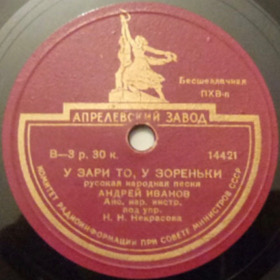 Бесшеллачная
ПХВ-п
АПРЕЛЕВСКИЙ ЗАВОД
В—3 р. 30 к.
14421
У ЗАРИ ТО, У ЗОРЕНЬКИ
русская народная песня
АНДРЕЙ ИВАНОВ
Анс. нар. инстр.
под упр.
Н. Н. Некрасова
КОМИТЕТ РАДИОИНФОРМАЦИИ ПРИ СОВЕТЕ МИНИСТРОВ СССР